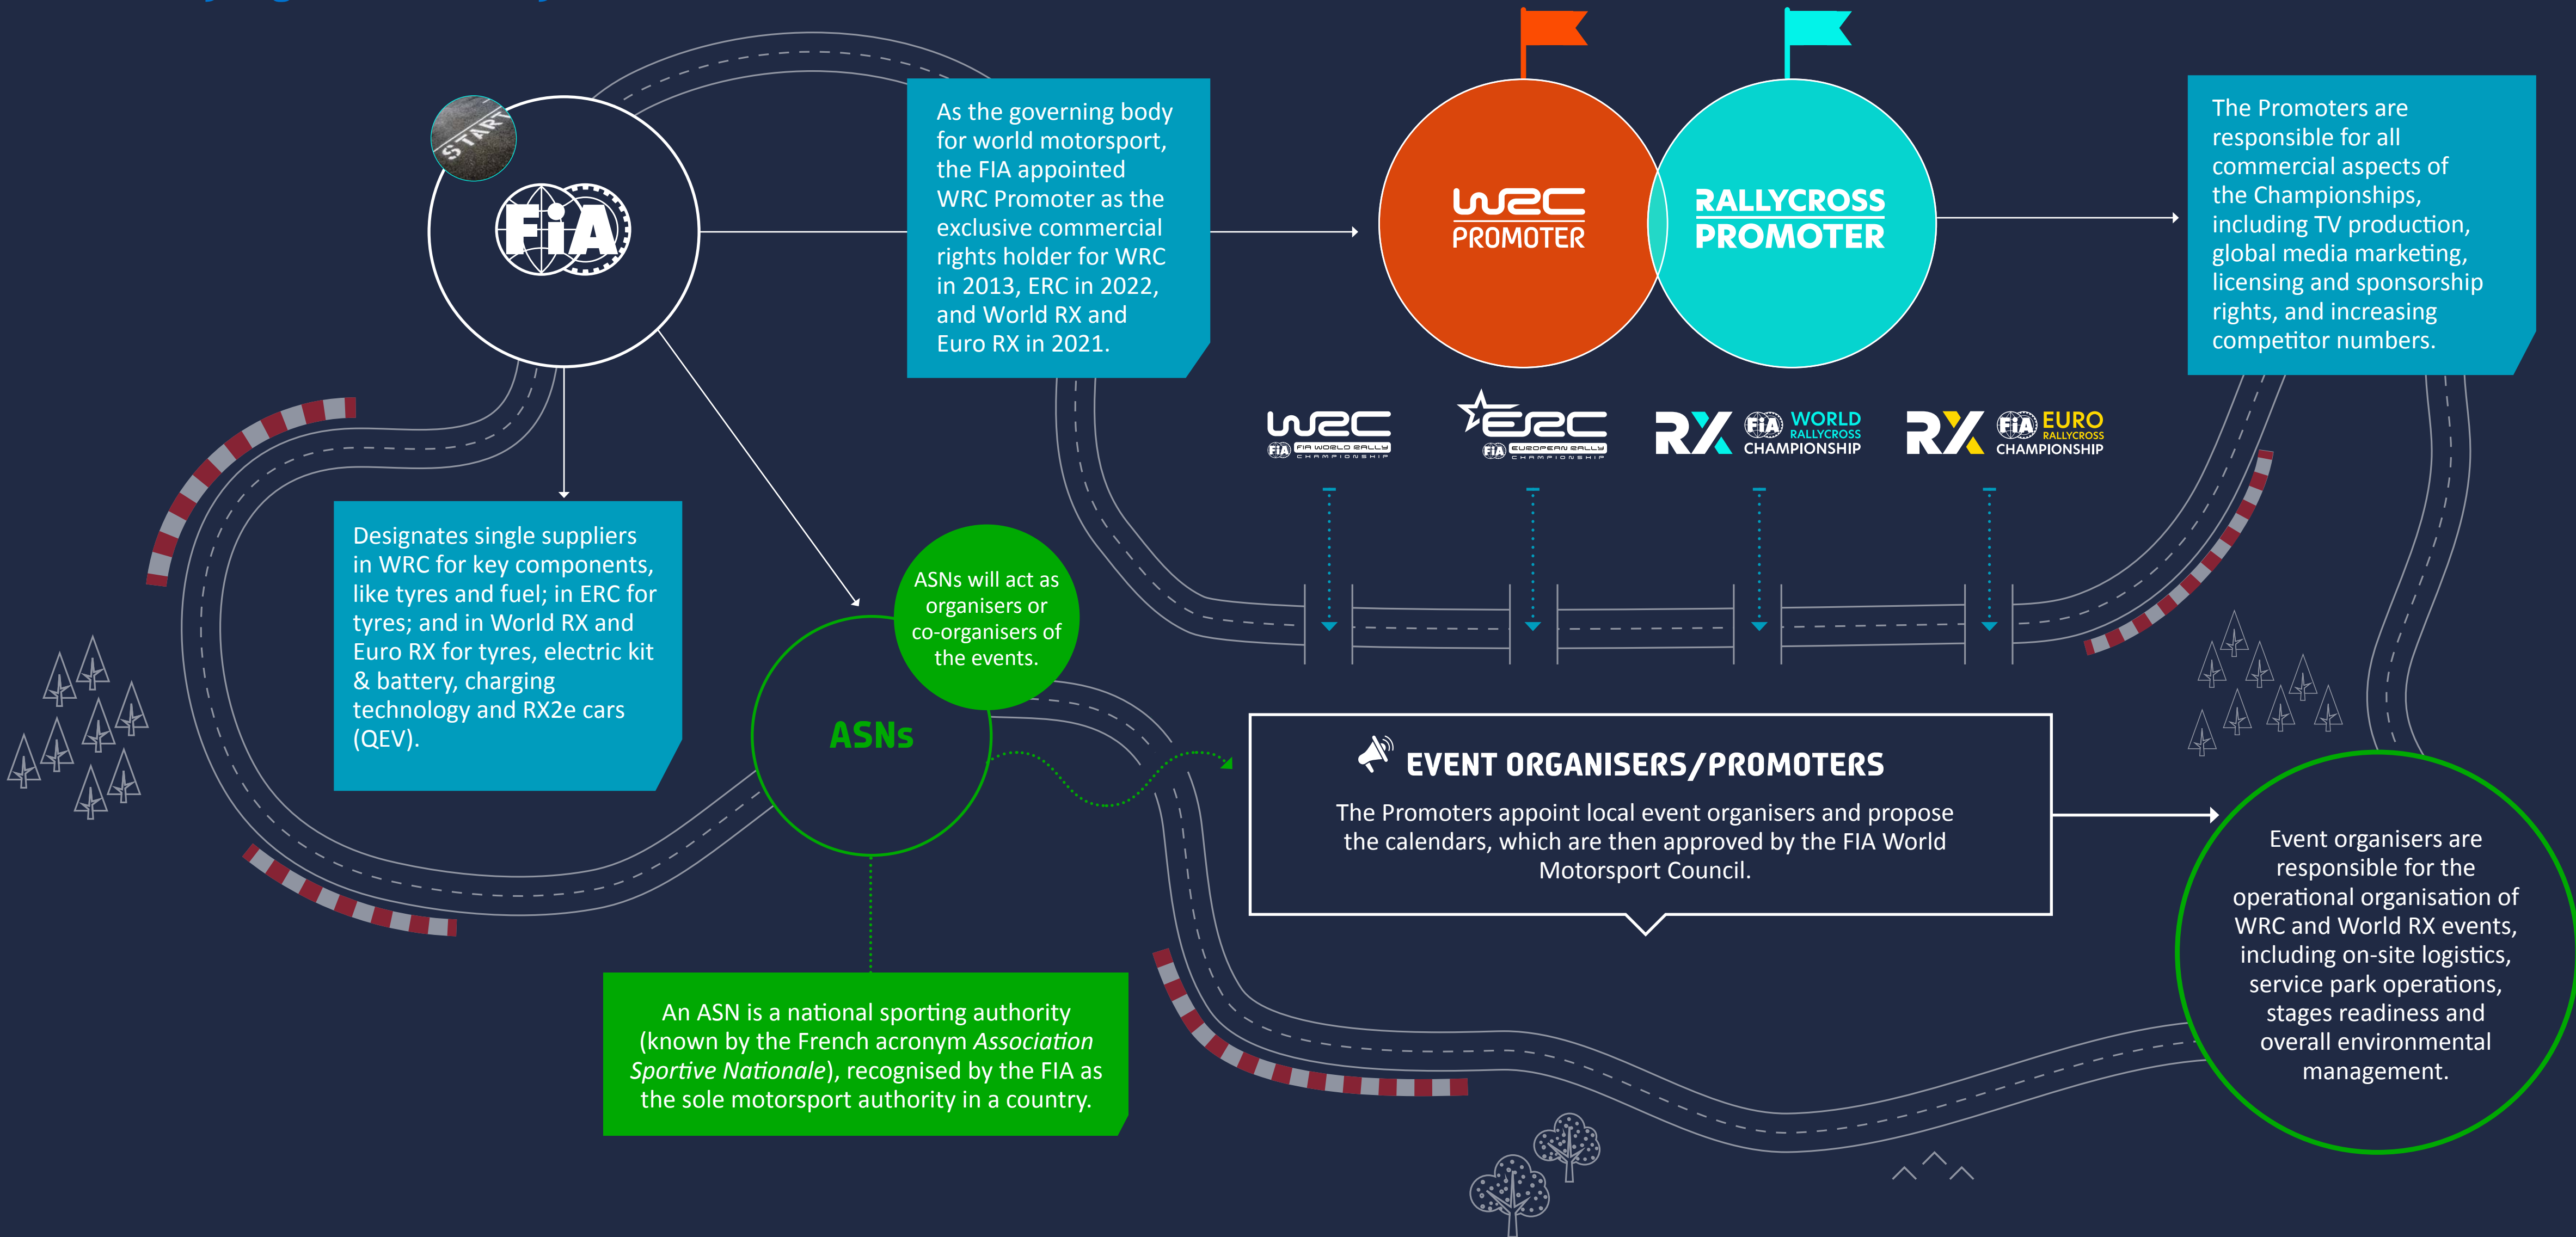 START
FiA
As the governing body
for world motorsport,
the FIA appointed
WRC Promoter as the
exclusive commercial
rights holder for WRC
in 2013, ERC in 2022,
and World RX and
Euro RX in 2021.
WRC
PROMOTER
RALLYCROSS
PROMOTER
The Promoters are
responsible for all
commercial aspects of
the Championships,
including TV production,
global media marketing,
licensing and sponsorship
rights, and increasing
competitor numbers.
WRC
FiA FIA WORLD RALLY
CHAMPIONSHIP
ERC
FiA EUROPEAN RALLY
CHAMPIONSHIP
RX FiA WORLD
RALLYCROSS
CHAMPIONSHIP
RX FiA EURO
RALLYCROSS
CHAMPIONSHIP
Designates single suppliers
in WRC for key components,
like tyres and fuel; in ERC for
tyres; and in World RX and
Euro RX for tyres, electric kit
& battery, charging
technology and RX2e cars
(QEV).
ASNs will act as
organisers or
co-organisers of
the events.
ASNs
An ASN is a national sporting authority
(known by the French acronym Association
Sportive Nationale), recognised by the FIA as
the sole motorsport authority in a country.
EVENT ORGANISERS/PROMOTERS
The Promoters appoint local event organisers and propose
the calendars, which are then approved by the FIA World
Motorsport Council.
Event organisers are
responsible for the
operational organisation of
WRC and World RX events,
including on-site logistics,
service park operations,
stages readiness and
overall environmental
management.